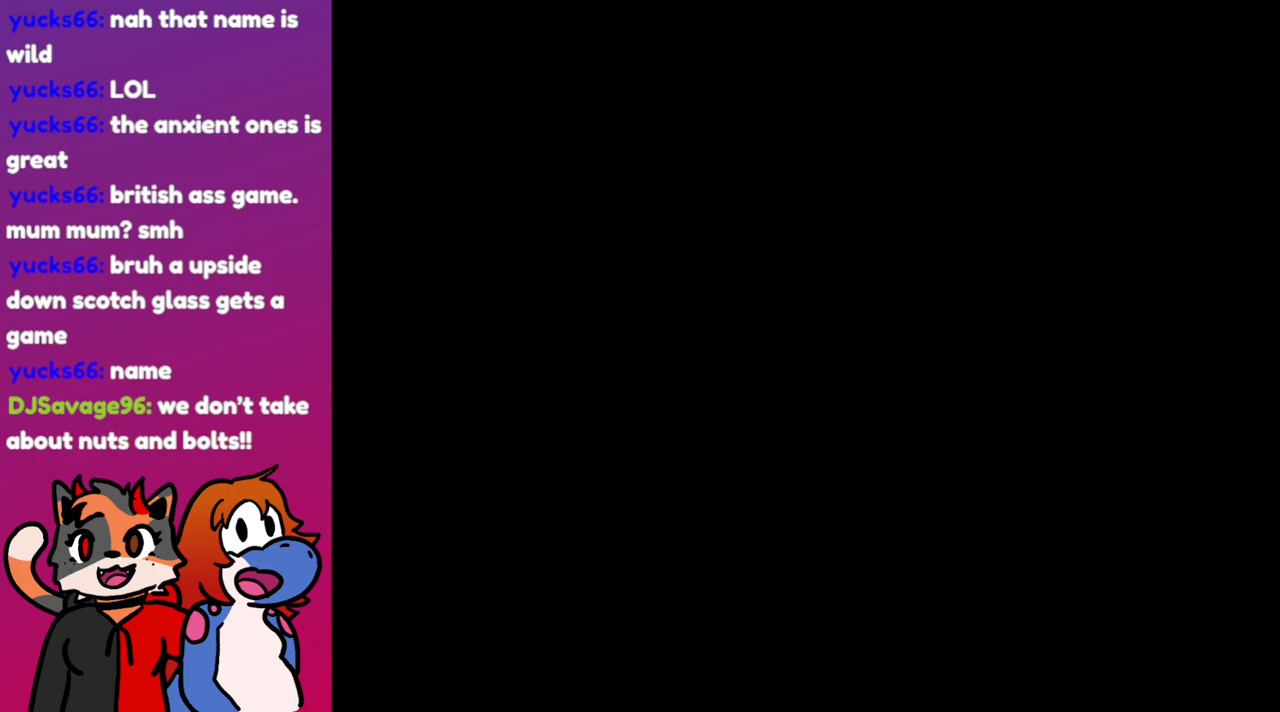 yucks66: nah that name is
wild
yucks66: LOL
yucks66: the anxient ones is
great
yucks66: british ass game.
mum mum? smh
yucks66: bruh a upside
down scotch glass gets a
game
yucks66: name
DJSavage96: we don't take
about nuts and bolts!!